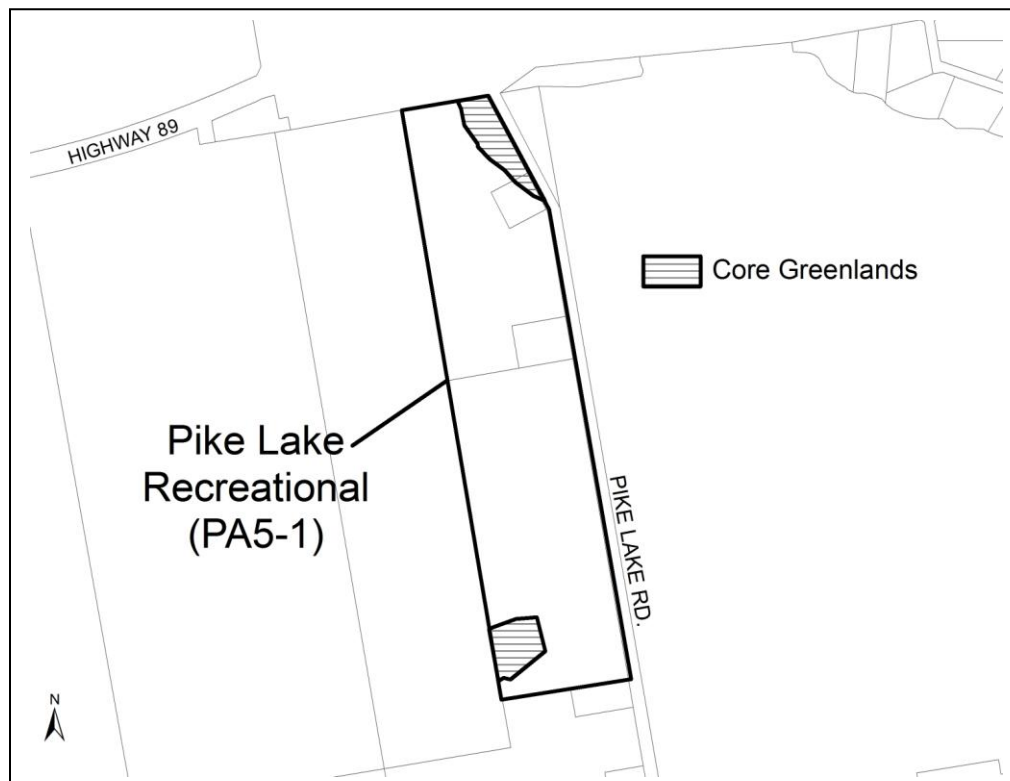 HIGHWAY 89
Core Greenlands
Pike Lake
Recreational
(PA5-1)
PIKE LAKE RD.
N